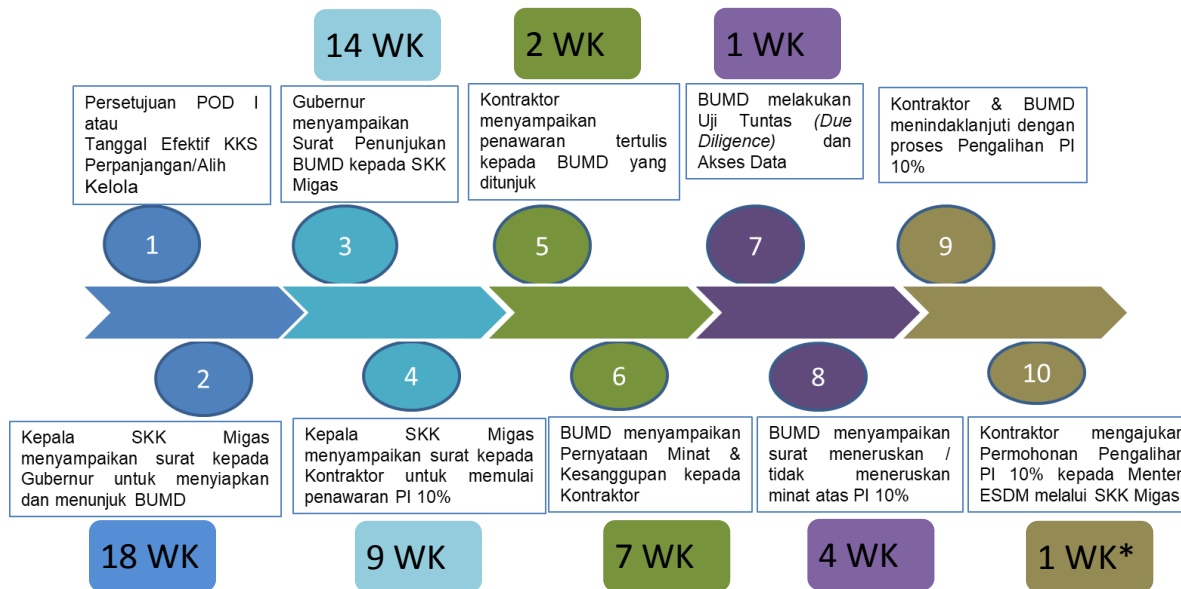 14 WK
2 WK
1 WK
Persetujuan POD I
atau
Tanggal Efektif KKS
Perpanjangan/Alih
Kelola
Gubernur
menyampaikan
Surat Penunjukan
BUMD kepada SKK
Migas
Kontraktor
menyampaikan
penawaran tertulis
kepada BUMD yang
ditunjuk
BUMD melakukan
Uji Tuntas (Due
Diligence) dan
Akses Data
Kontraktor & BUMD
menindaklanjuti dengan
proses Pengalihan PI
10%
1
3
5
7
9
2
4
6
8
10
Kepala SKK Migas
menyampaikan surat kepada
Gubernur untuk menyiapkan
dan menunjuk BUMD
Kepala SKK Migas
menyampaikan surat kepada
Kontraktor untuk memulai
penawaran PI 10%
BUMD menyampaikan
Pernyataan Minat &
Kesanggupan kepada
Kontraktor
BUMD menyampaikan
surat meneruskan /
tidak meneruskan
minat atas PI 10%
Kontraktor mengajukan
Permohonan Pengalihan
PI 10% kepada Menter
ESDM melalui SKK Migas
18 WK
9 WK
7 WK
4 WK
1 WK*